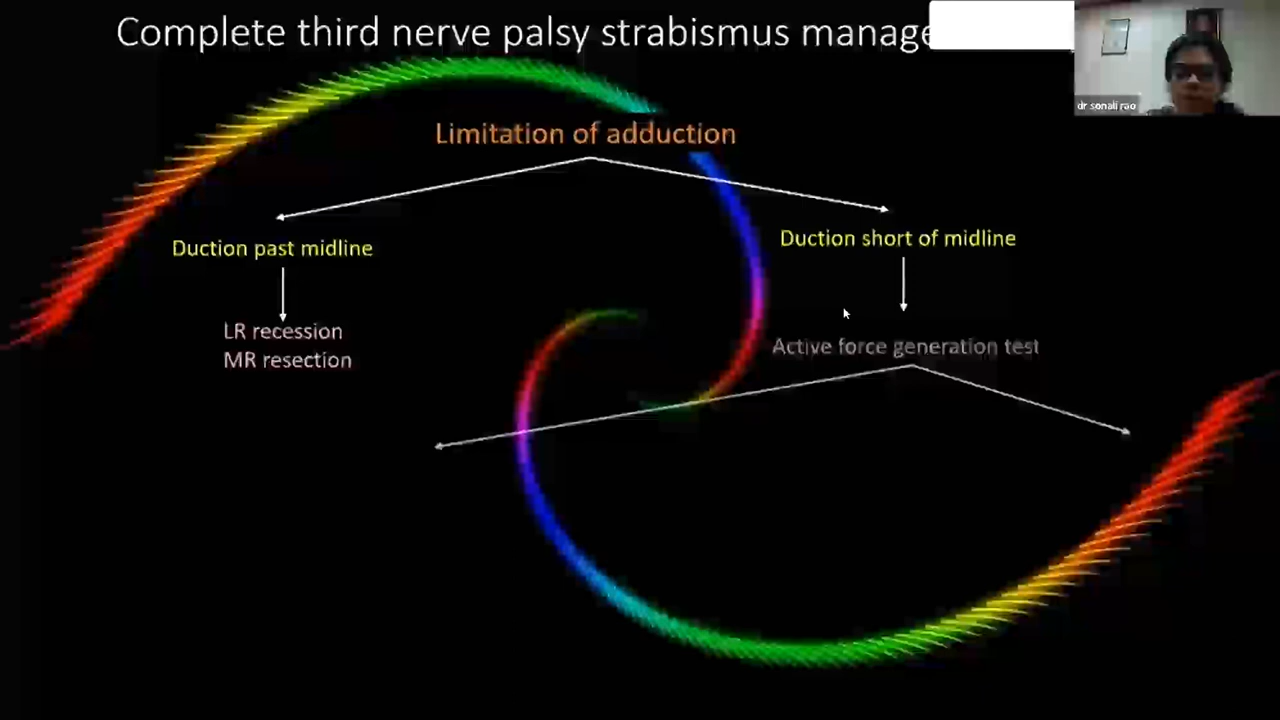 Complete third nerve palsy strabismus manage
dr sonali rao
Limitation of adduction
Duction past midline
Duction short of midline
LR recession
MR resection
Active force generation test